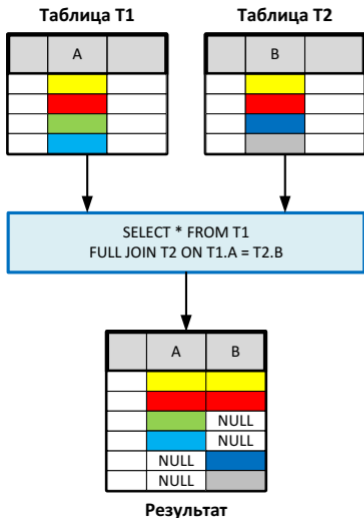 Таблица T1 Таблица T2
A B
SELECT * FROM T1
FULL JOIN T2 ON T1.A = T2.B
A B
NULL
NULL
NULL
NULL
Результат